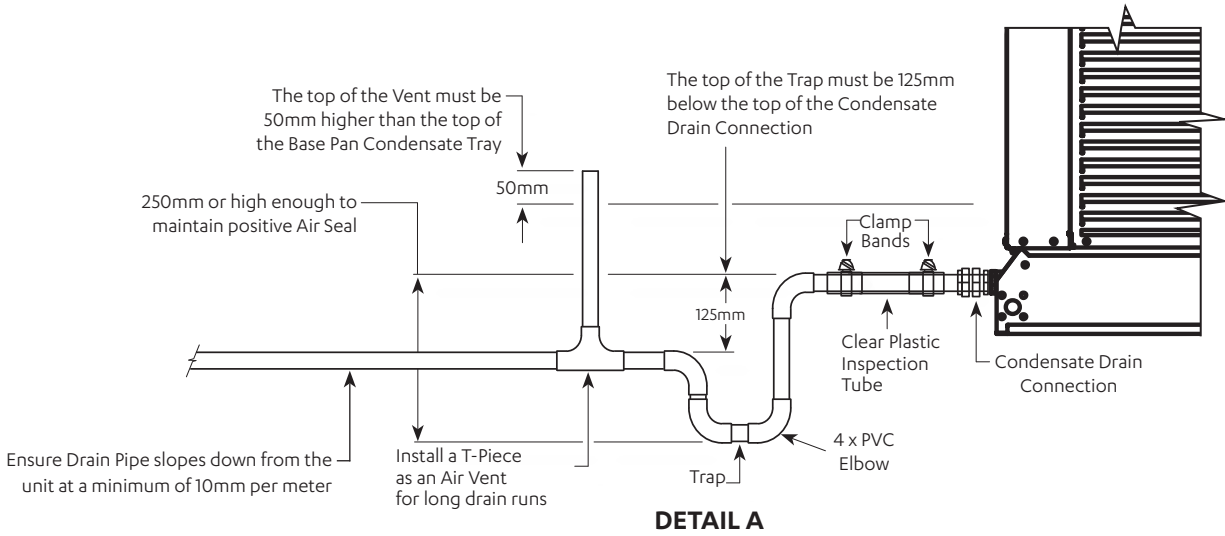 The top of the Vent must be
50mm higher than the top of
the Base Pan Condensate Tray
The top of the Trap must be 125mm
below the top of the Condensate
Drain Connection
50mm
250mm or high enough to
maintain positive Air Seal
Clamp
Bands
125mm
Clear Plastic
Inspection
Tube
Condensate Drain
Connection
Ensure Drain Pipe slopes down from the
unit at a minimum of 10mm per meter
Install a T-Piece
as an Air Vent
for long drain runs
Trap
4 x PVC
Elbow
DETAIL A